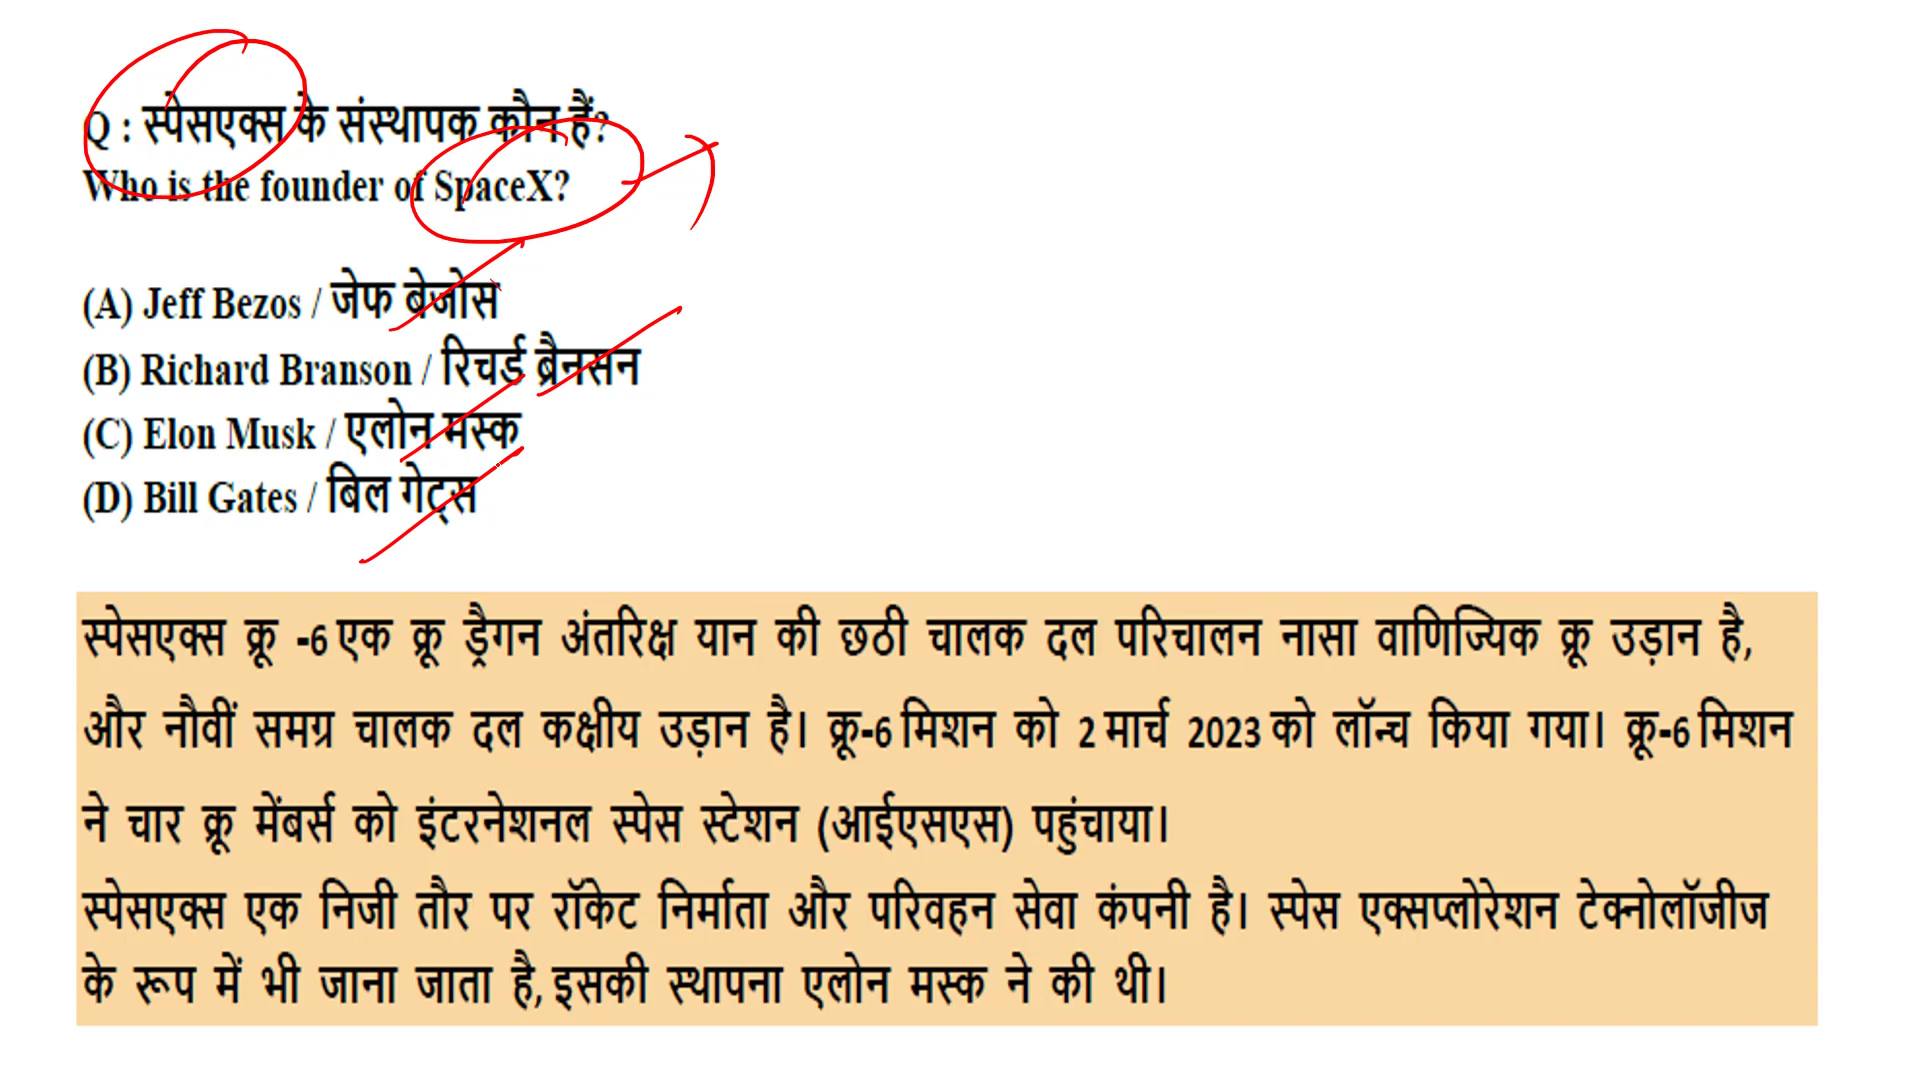 Q : स्पेसएक्स के संस्थापक कौन हैं?
Who is the founder of SpaceX?
(A) Jeff Bezos / जेफ बेजोस
(B) Richard Branson / रिचर्ड ब्रैनसन
(C) Elon Musk / एलोन मस्क
(D) Bill Gates / बिल गेट्स
स्पेसएक्स क्रू -6 एक क्रू ड्रैगन अंतरिक्ष यान की छठी चालक दल परिचालन नासा वाणिज्यिक क्रू उड़ान है,
और नौवीं समग्र चालक दल कक्षीय उड़ान है। क्रू-6 मिशन को 2 मार्च 2023 को लॉन्च किया गया। क्रू-6 मिशन
ने चार क्रू मेंबर्स को इंटरनेशनल स्पेस स्टेशन (आईएसएस) पहुंचाया।
स्पेसएक्स एक निजी तौर पर रॉकेट निर्माता और परिवहन सेवा कंपनी है। स्पेस एक्सप्लोरेशन टेक्नोलॉजीज
के रूप में भी जाना जाता है, इसकी स्थापना एलोन मस्क ने की थी।